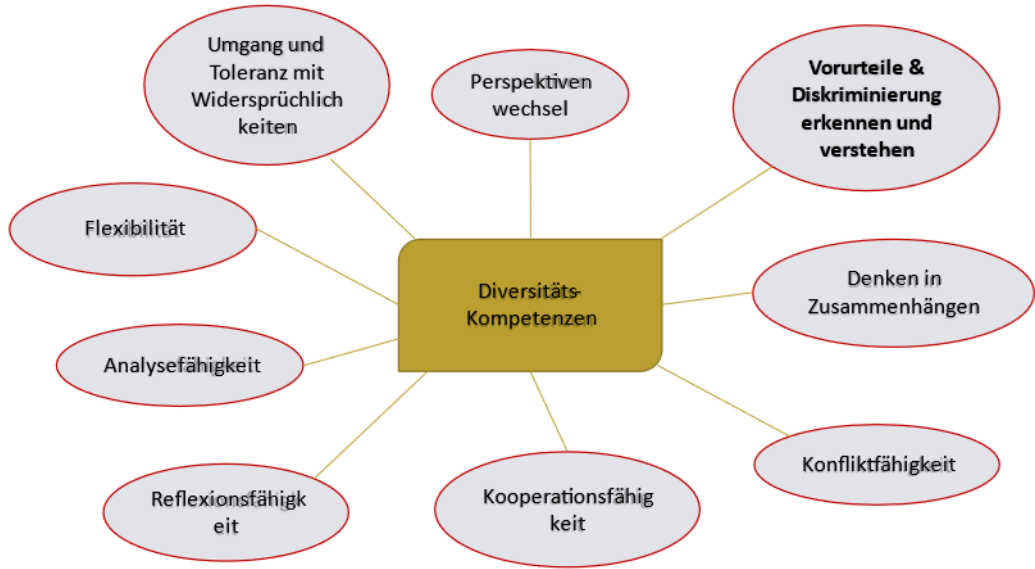 Umgang und
Toleranz mit
Widersprüchlich
keiten
Perspektiven
wechsel
Vorurteile &
Diskriminierung
erkennen und
verstehen
Flexibilität
Diversitäts-
Kompetenzen
Denken in
Zusammenhängen
Analysefähigkeit
Konfliktfähigkeit
Reflexionsfähigk
eit
Kooperationsfähig
keit